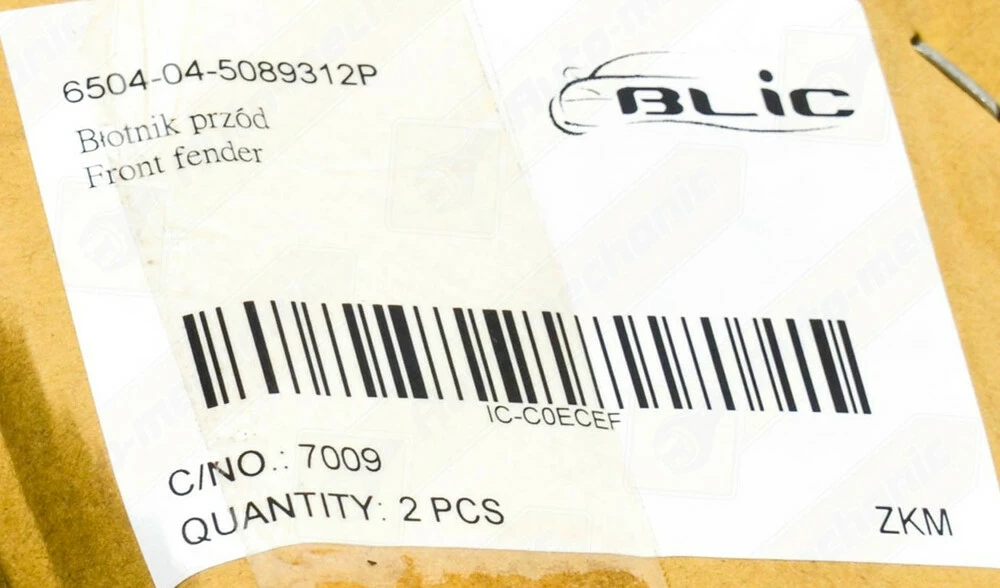 6504-04-5089312P
Błotnik przód
Front fender
BLiC
IC-C0ECEF
C/NO.: 7009
QUANTITY: 2 PCS
ZKM